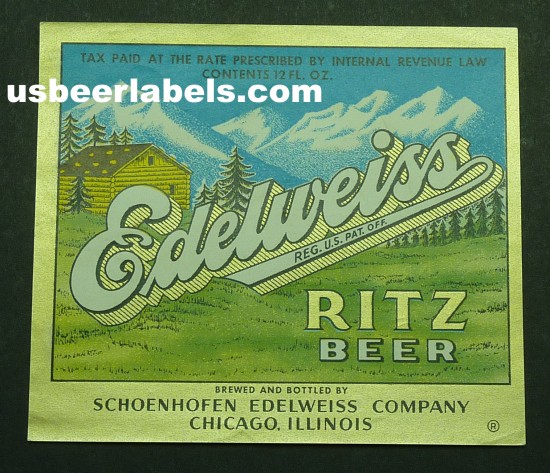 TAX PAID AT THE RATE PRESCRIBED BY INTERNAL REVENUE LAW
CONTENTS 12 FL. OZ.
usbeerlabels.com
Edelweiss
REG. U.S. PAT. OFF.
RITZ
BEER
BREWED AND BOTTLED BY
SCHOENHOFEN EDELWEISS COMPANY
CHICAGO, ILLINOIS
®